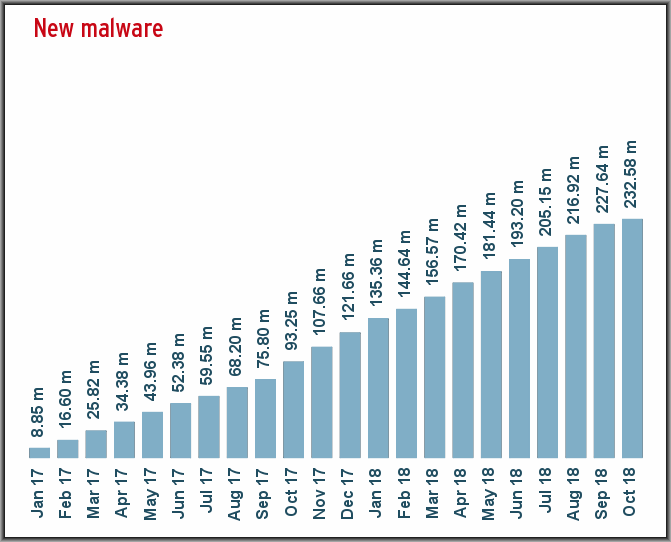 New malware
8.85 m
16.60 m
25.82 m
34.38 m
43.96 m
52.38 m
59.55 m
68.20 m
75.80 m
93.25 m
107.66 m
121.66 m
135.36 m
144.64 m
156.57 m
170.42 m
181.44 m
193.20 m
205.15 m
216.92 m
227.64 m
232.58 m
Jan 17
Feb 17
Mar 17
Apr 17
May 17
Jun 17
Jul 17
Aug 17
Sep 17
Oct 17
Nov 17
Dec 17
Jan 18
Feb 18
Mar 18
Apr 18
May 18
Jun 18
Jul 18
Aug 18
Sep 18
Oct 18